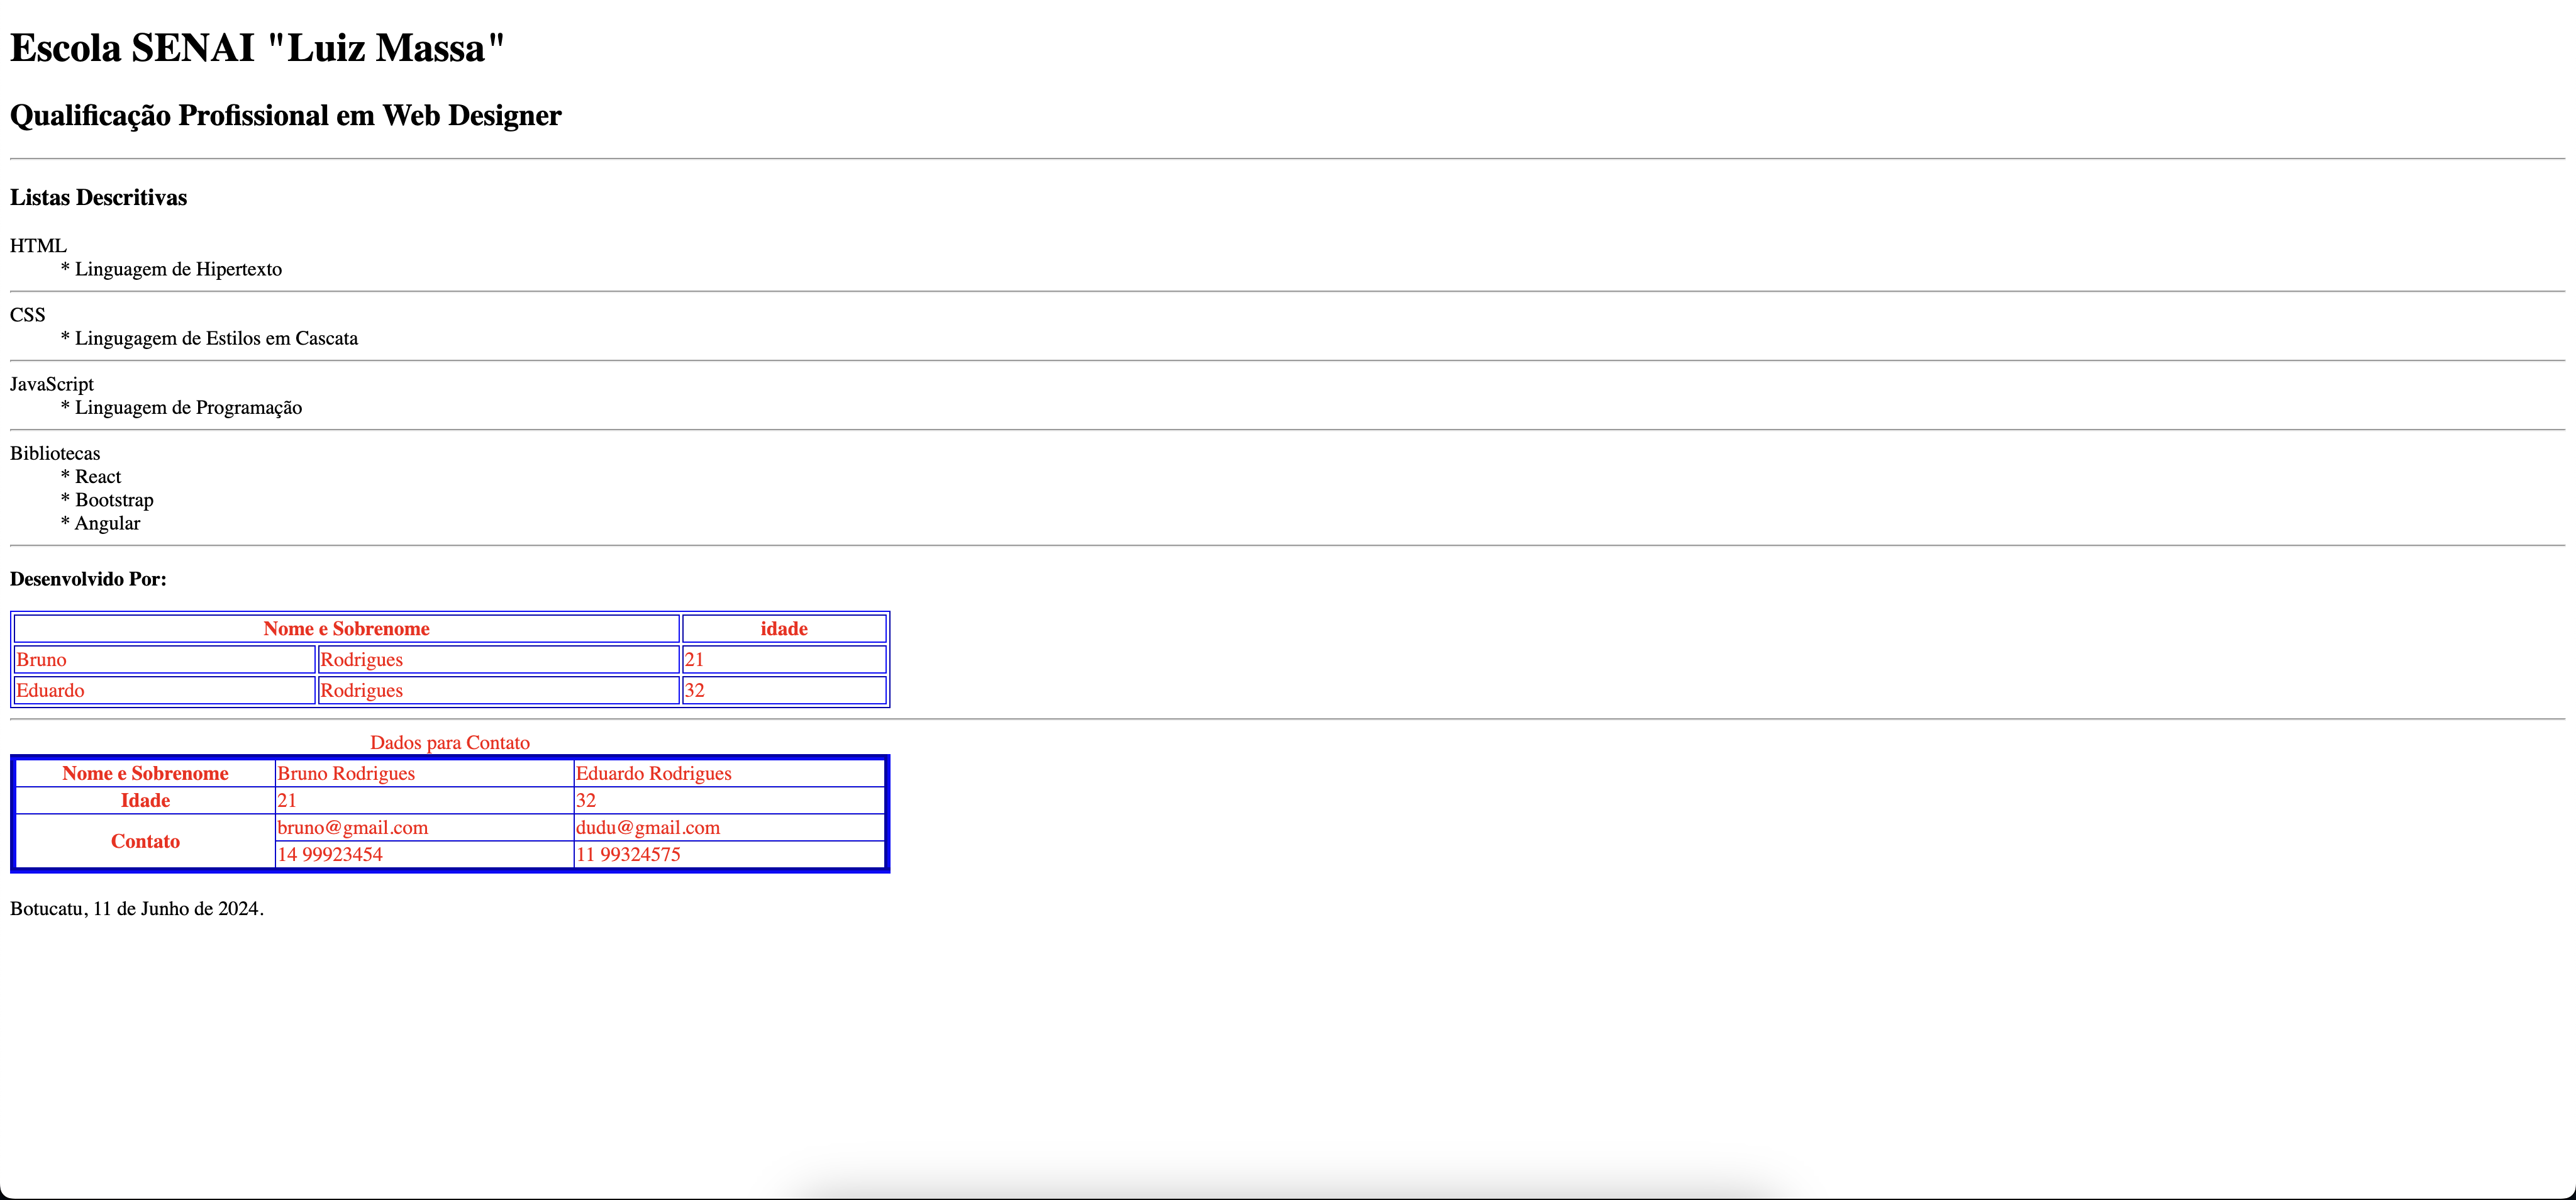 Escola SENAI "Luiz Massa"
Qualificação Profissional em Web Designer
Listas Descritivas
HTML
* Linguagem de Hipertexto
CSS
* Lingugagem de Estilos em Cascata
JavaScript
* Linguagem de Programação
Bibliotecas
* React
* Bootstrap
* Angular
Desenvolvido Por:
Nome e Sobrenome idade
Bruno Rodrigues 21
Eduardo Rodrigues 32
Dados para Contato
Nome e Sobrenome Bruno Rodrigues Eduardo Rodrigues
Idade 21 32
Contato bruno@gmail.com dudu@gmail.com
14 99923454 11 99324575
Botucatu, 11 de Junho de 2024.